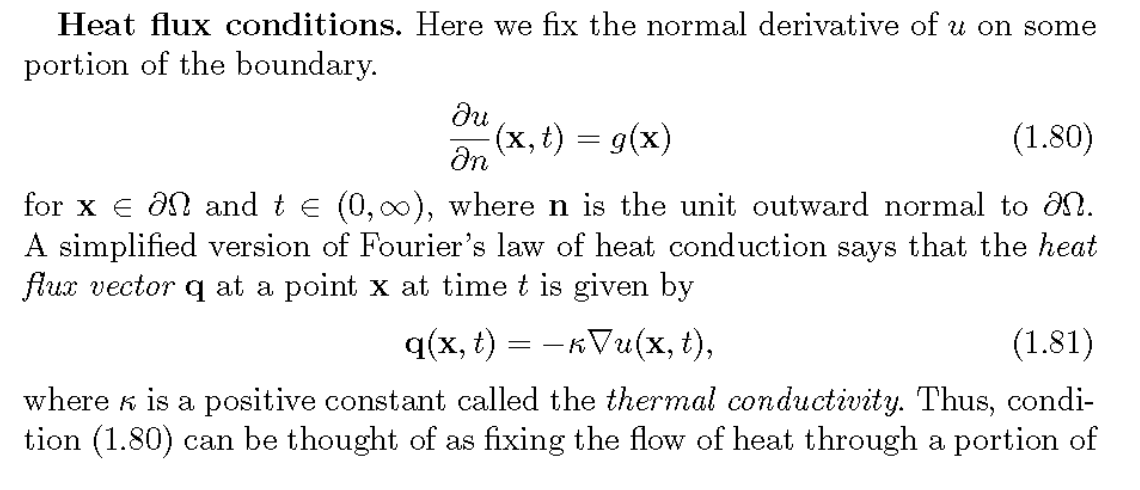 Heat flux conditions. Here we fix the normal derivative of u on some
portion of the boundary.
∂u/∂n (x, t) = g(x) (1.80)
for x ∈ ∂Ω and t ∈ (0, ∞), where n is the unit outward normal to ∂Ω.
A simplified version of Fourier's law of heat conduction says that the heat
flux vector q at a point x at time t is given by
q(x, t) = −κ∇u(x, t), (1.81)
where κ is a positive constant called the thermal conductivity. Thus, condi-
tion (1.80) can be thought of as fixing the flow of heat through a portion of